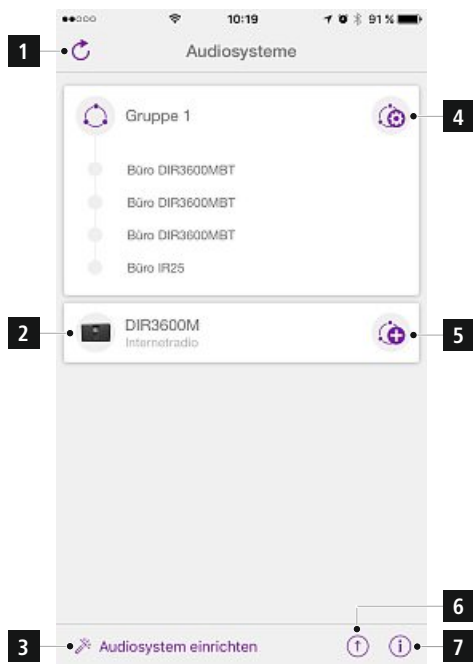 10:19
91 %
1
Audiosysteme
Gruppe 1
4
Büro DIR3600MBT
Büro DIR3600MBT
Büro DIR3600MBT
Büro IR25
2
DIR3600M
Internetradio
5
6
3
Audiosystem einrichten
7